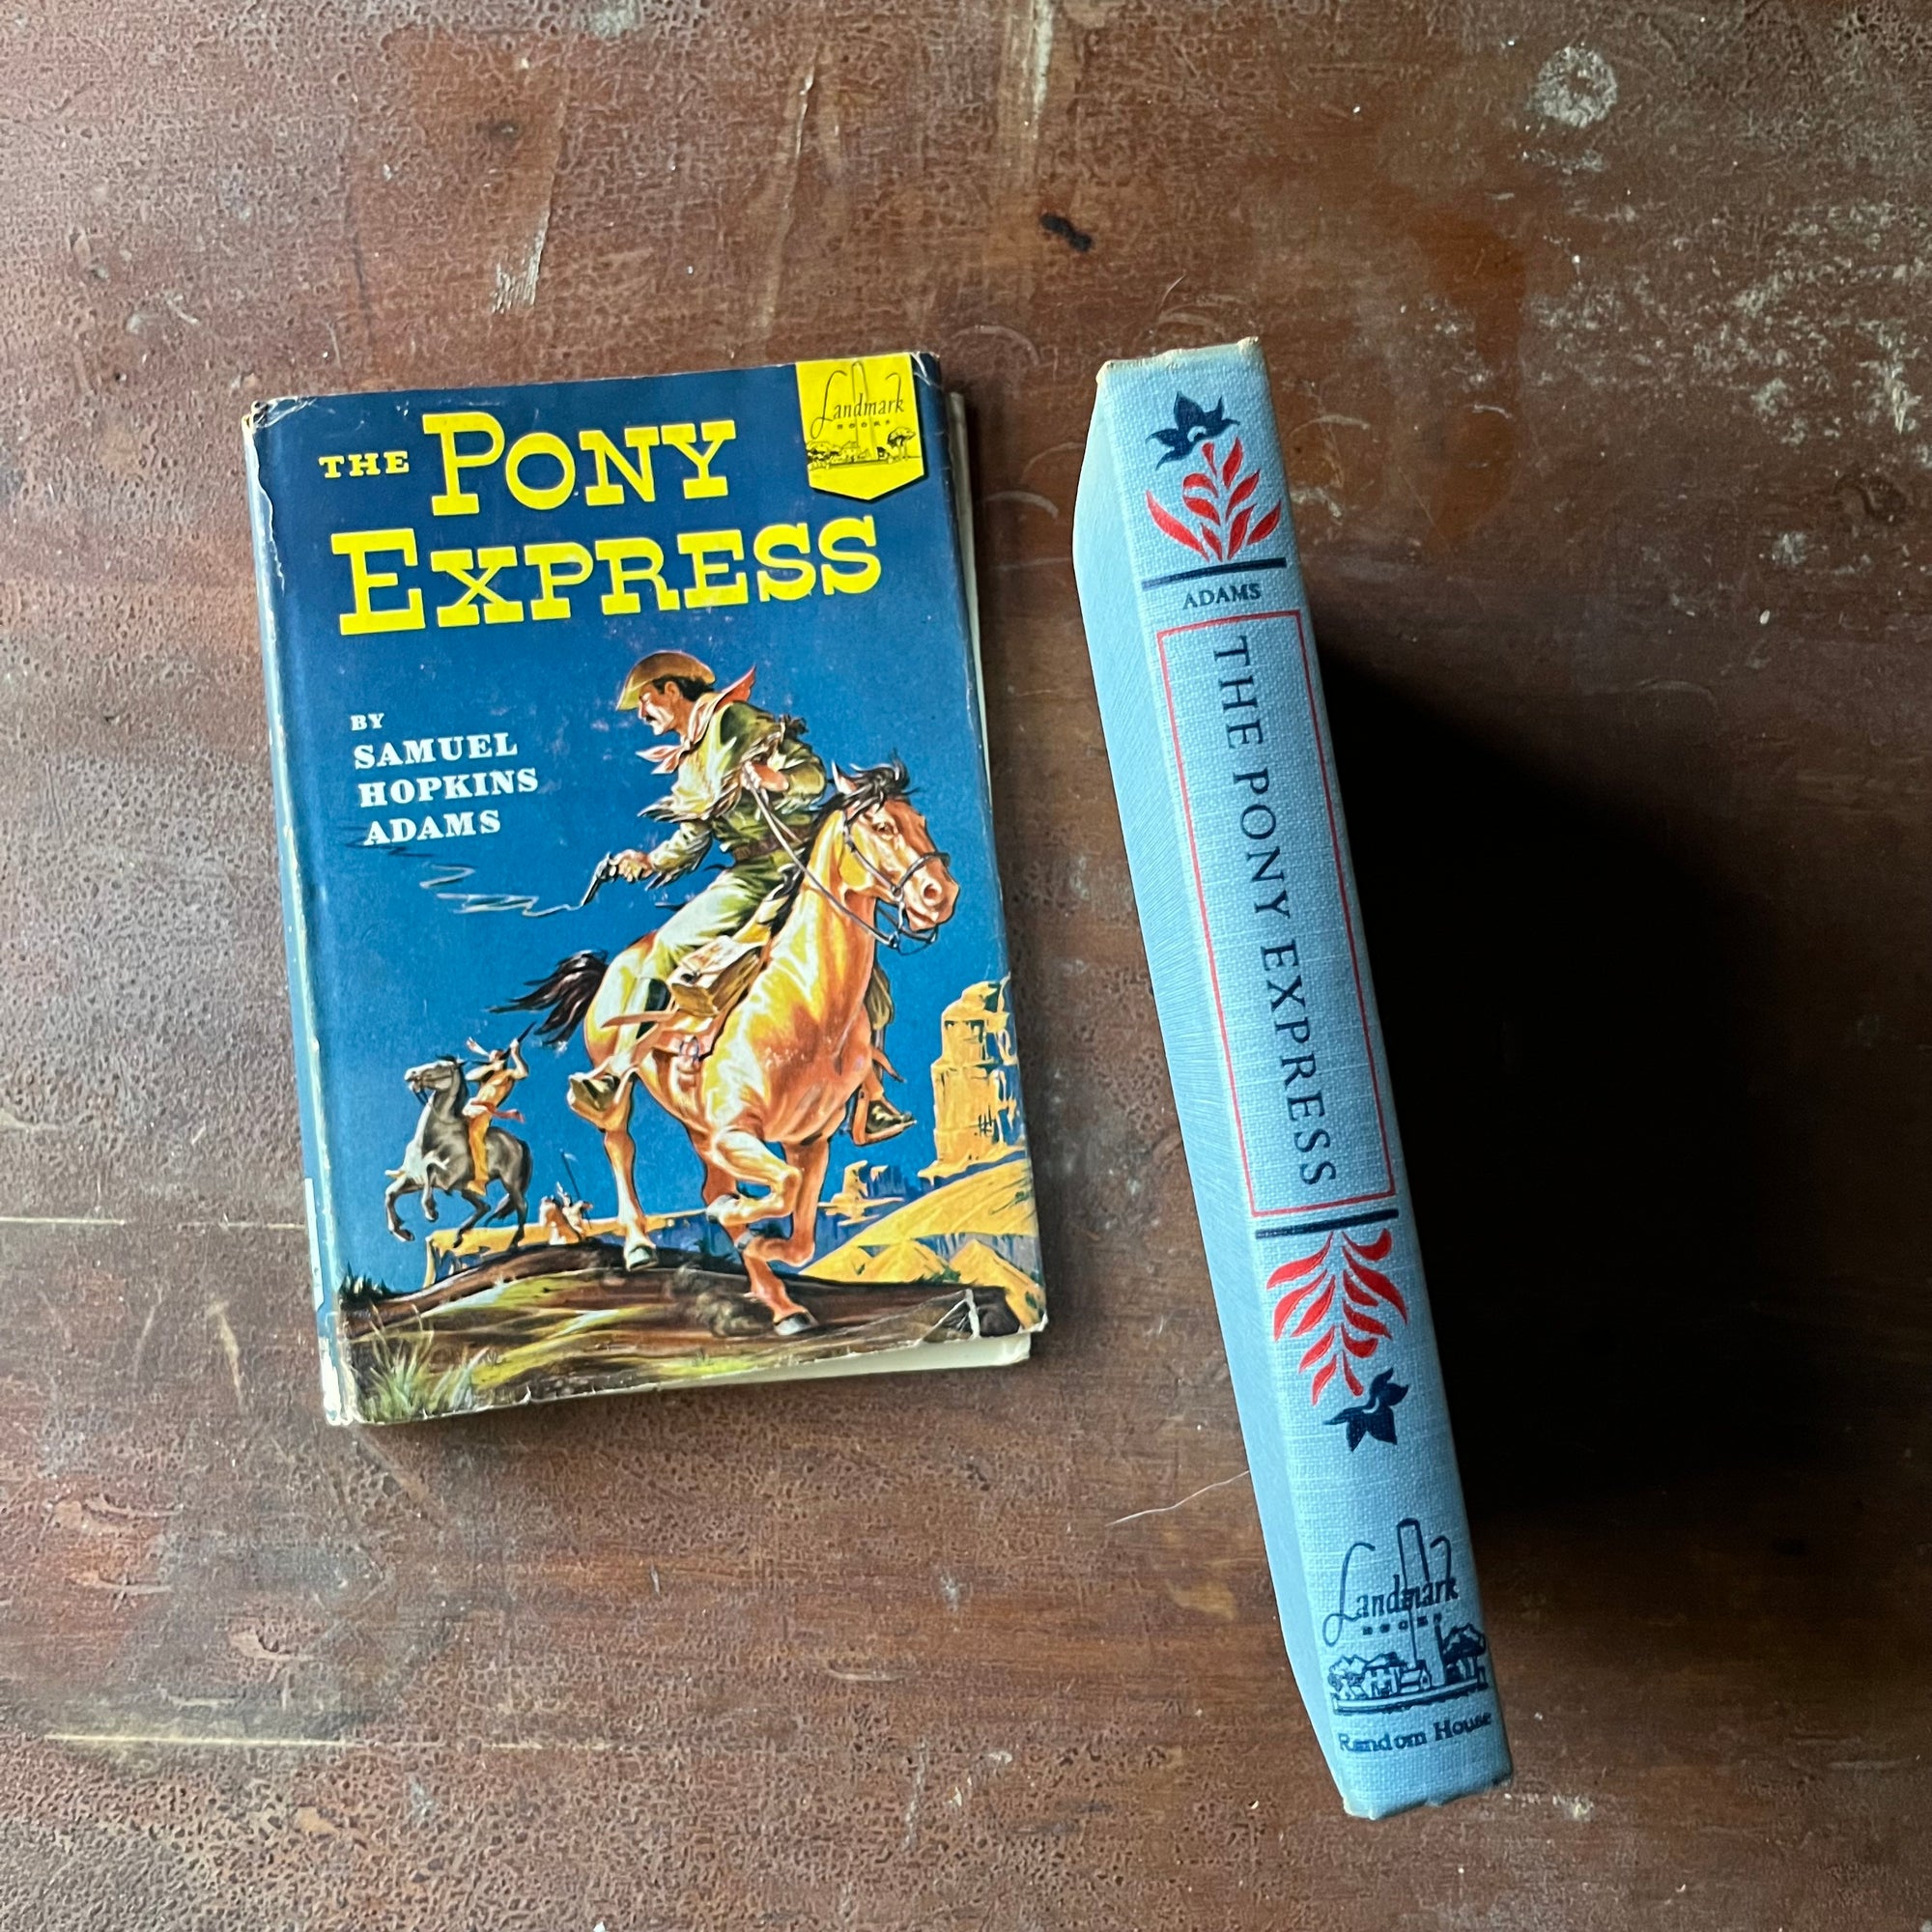 THE PONY
EXPRESS
Landmark
BOOKS
BY
SAMUEL
HOPKINS
ADAMS
ADAMS
THE PONY EXPRESS
Landmark
BOOKS
Random House